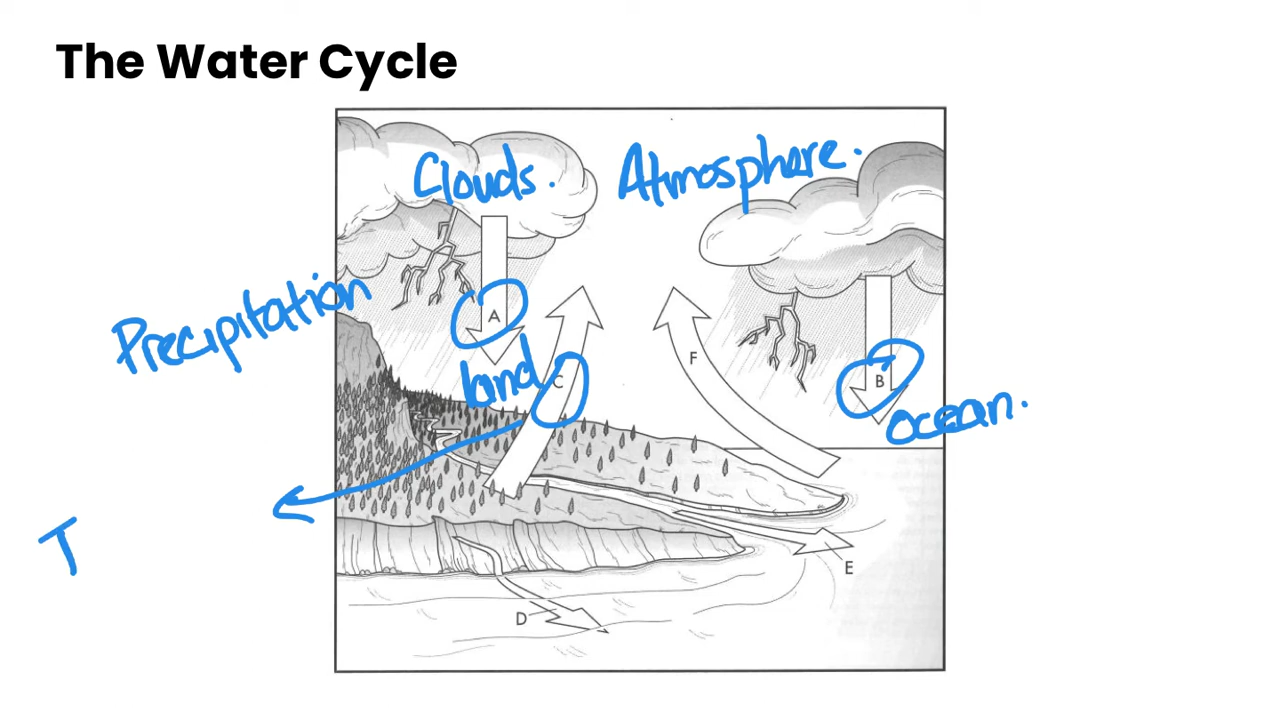 The Water Cycle
Clouds.
Atmosphere.
Precipitation
A
land
C
F
B
ocean.
T
E
D